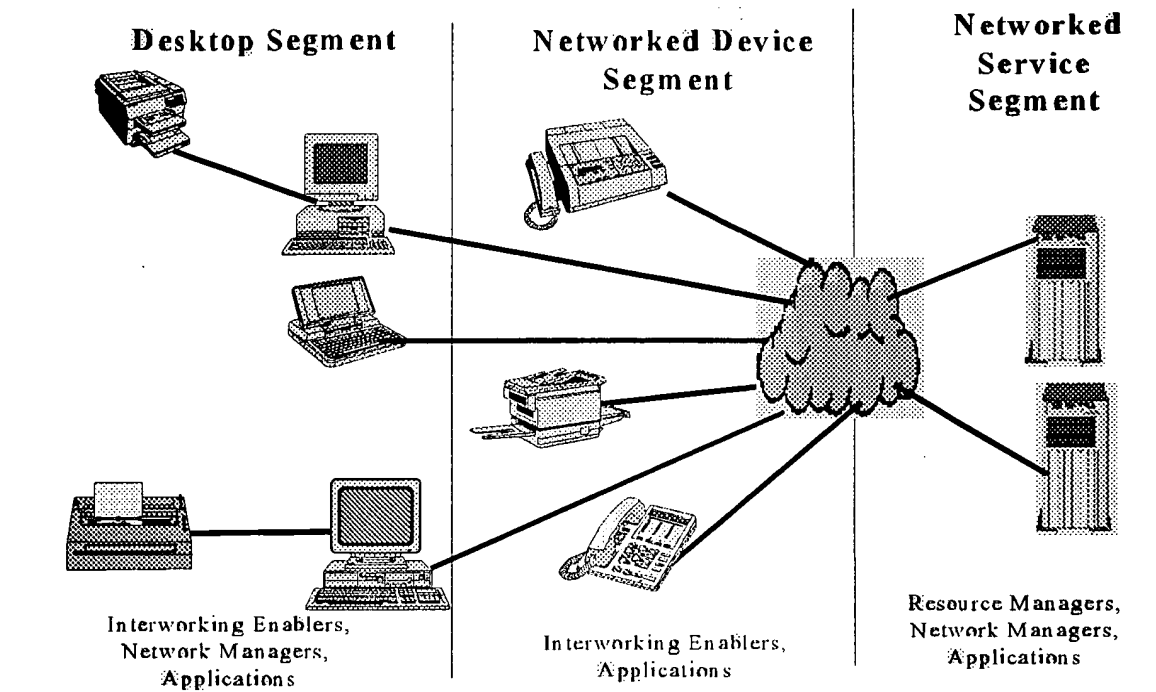 Desktop Segment
Networked Device
Segment
Networked
Service
Segment
Interworking Enablers,
Network Managers,
Applications
Interworking Enablers,
Applications
Resource Managers,
Network Managers,
Applications